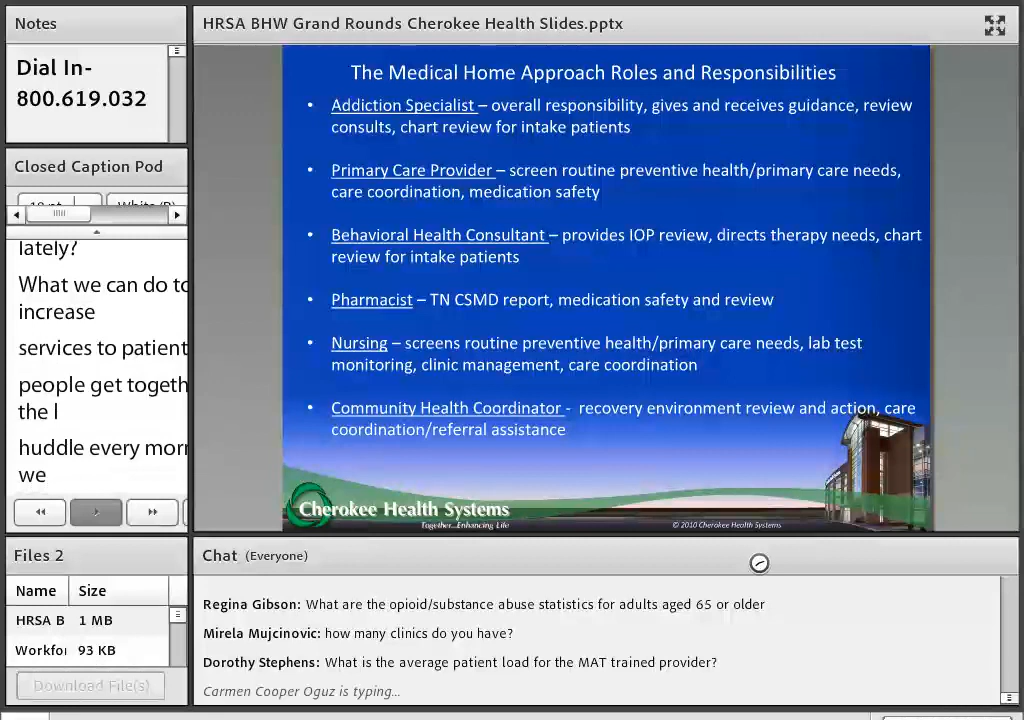 Notes
Dial In-
800.619.032
Closed Caption Pod
lately?
What we can do to
increase
services to patient
people get togeth
the l
huddle every morn
we
Files 2
Name Size
HRSA B 1 MB
Workfo 93 KB
Download File(s)
HRSA BHW Grand Rounds Cherokee Health Slides.pptx
The Medical Home Approach Roles and Responsibilities
• Addiction Specialist – overall responsibility, gives and receives guidance, review
consults, chart review for intake patients
• Primary Care Provider – screen routine preventive health/primary care needs,
care coordination, medication safety
• Behavioral Health Consultant – provides IOP review, directs therapy needs, chart
review for intake patients
• Pharmacist – TN CSMD report, medication safety and review
• Nursing – screens routine preventive health/primary care needs, lab test
monitoring, clinic management, care coordination
• Community Health Coordinator - recovery environment review and action, care
coordination/referral assistance
Cherokee Health Systems
Together...Enhancing Life
© 2010 Cherokee Health Systems
Chat (Everyone)
Regina Gibson: What are the opioid/substance abuse statistics for adults aged 65 or older
Mirela Mujcinovic: how many clinics do you have?
Dorothy Stephens: What is the average patient load for the MAT trained provider?
Carmen Cooper Oguz is typing...